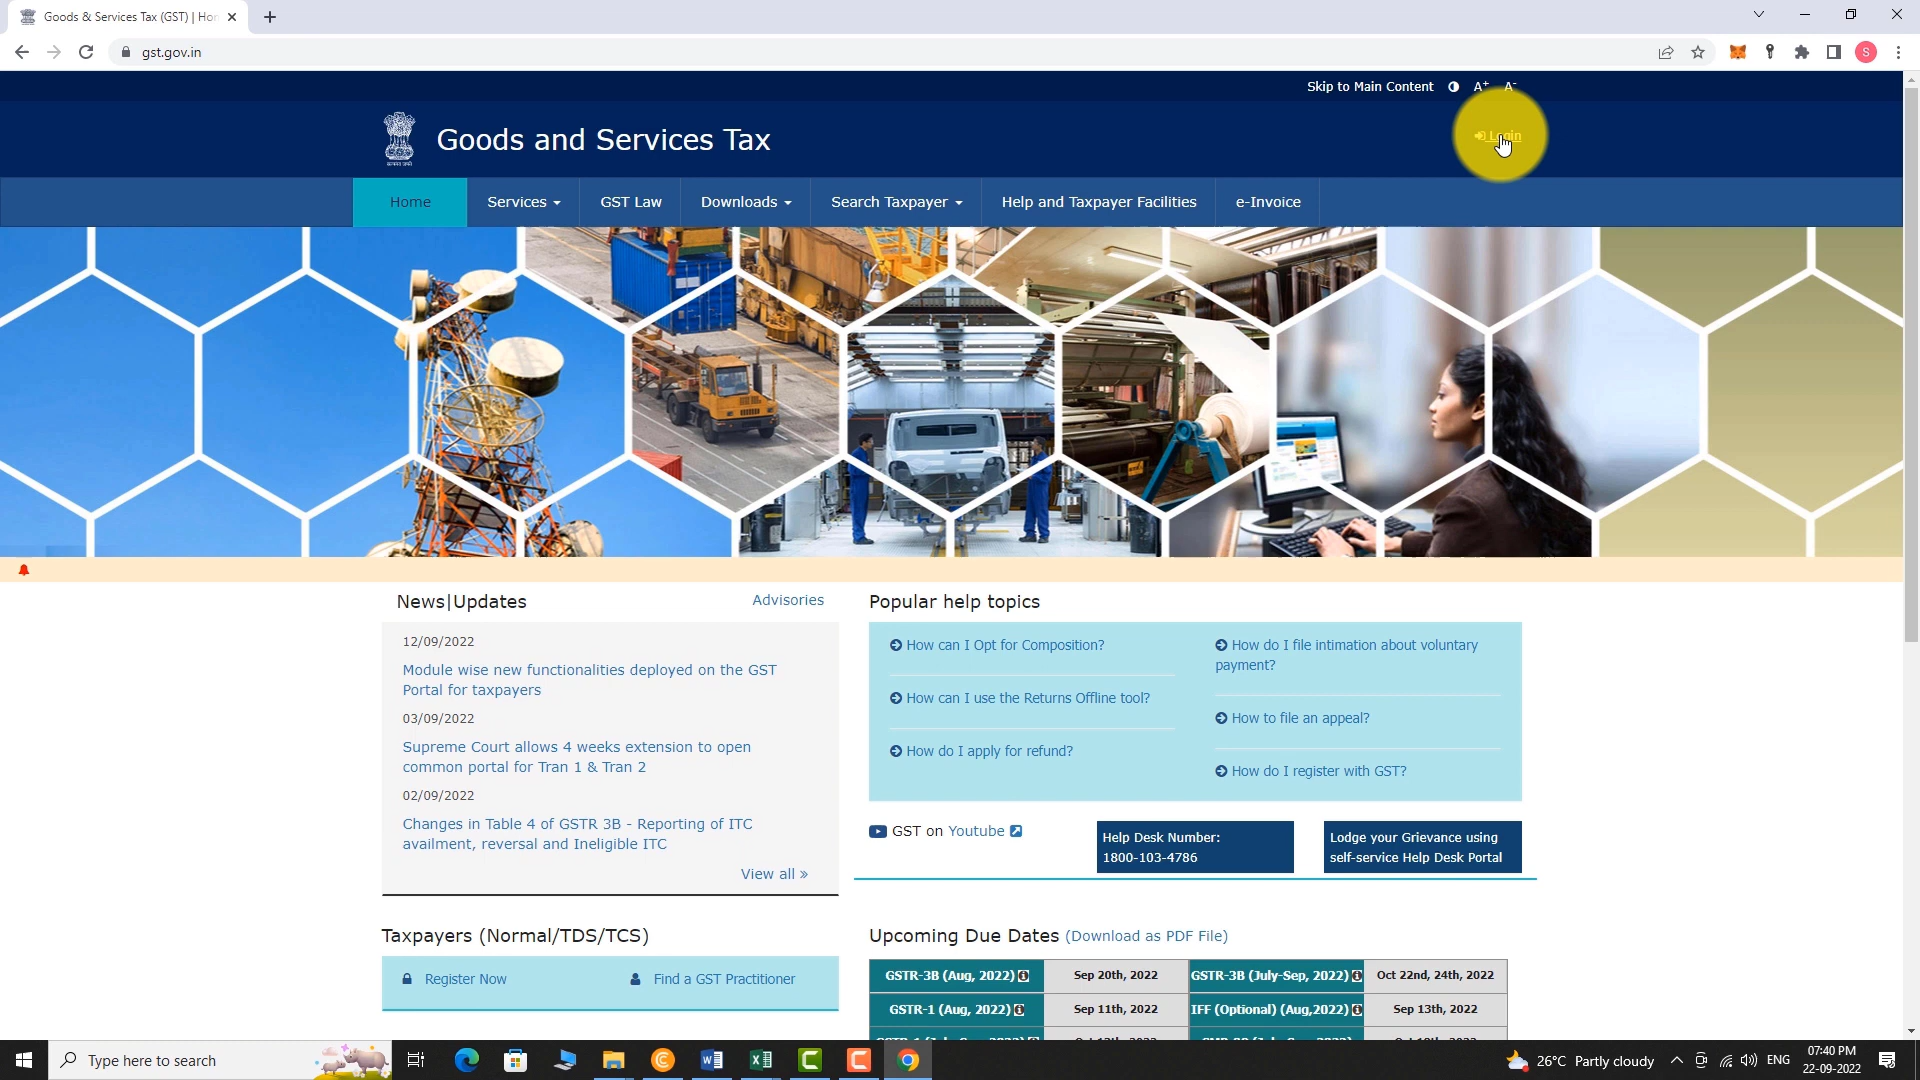 Goods & Services Tax (GST) | Hom
gst.gov.in
S
Skip to Main Content A+ A-
Goods and Services Tax
Login
Home Services GST Law Downloads Search Taxpayer Help and Taxpayer Facilities e-Invoice
News|Updates Advisories
12/09/2022
Module wise new functionalities deployed on the GST
Portal for taxpayers
03/09/2022
Supreme Court allows 4 weeks extension to open
common portal for Tran 1 & Tran 2
02/09/2022
Changes in Table 4 of GSTR 3B - Reporting of ITC
availment, reversal and Ineligible ITC
View all »
Popular help topics
How can I Opt for Composition?
How can I use the Returns Offline tool?
How do I apply for refund?
How do I file intimation about voluntary
payment?
How to file an appeal?
How do I register with GST?
GST on Youtube
Help Desk Number:
1800-103-4786
Lodge your Grievance using
self-service Help Desk Portal
Taxpayers (Normal/TDS/TCS)
Register Now Find a GST Practitioner
Upcoming Due Dates (Download as PDF File)
GSTR-3B (Aug, 2022) Sep 20th, 2022 GSTR-3B (July-Sep, 2022) Oct 22nd, 24th, 2022
GSTR-1 (Aug, 2022) Sep 11th, 2022 IFF (Optional) (Aug,2022) Sep 13th, 2022
Type here to search
26°C Partly cloudy
ENG
07:40 PM
22-09-2022